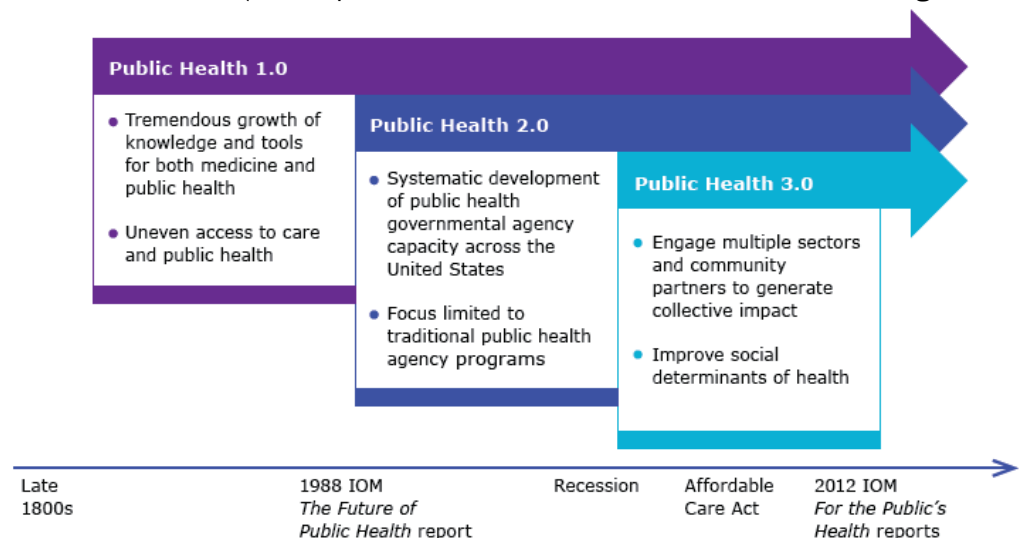 Public Health 1.0
• Tremendous growth of
knowledge and tools
for both medicine and
public health
• Uneven access to care
and public health
Public Health 2.0
• Systematic development
of public health
governmental agency
capacity across the
United States
• Focus limited to
traditional public health
agency programs
Public Health 3.0
• Engage multiple sectors
and community
partners to generate
collective impact
• Improve social
determinants of health
Late
1800s
1988 IOM
The Future of
Public Health report
Recession
Affordable
Care Act
2012 IOM
For the Public's
Health reports